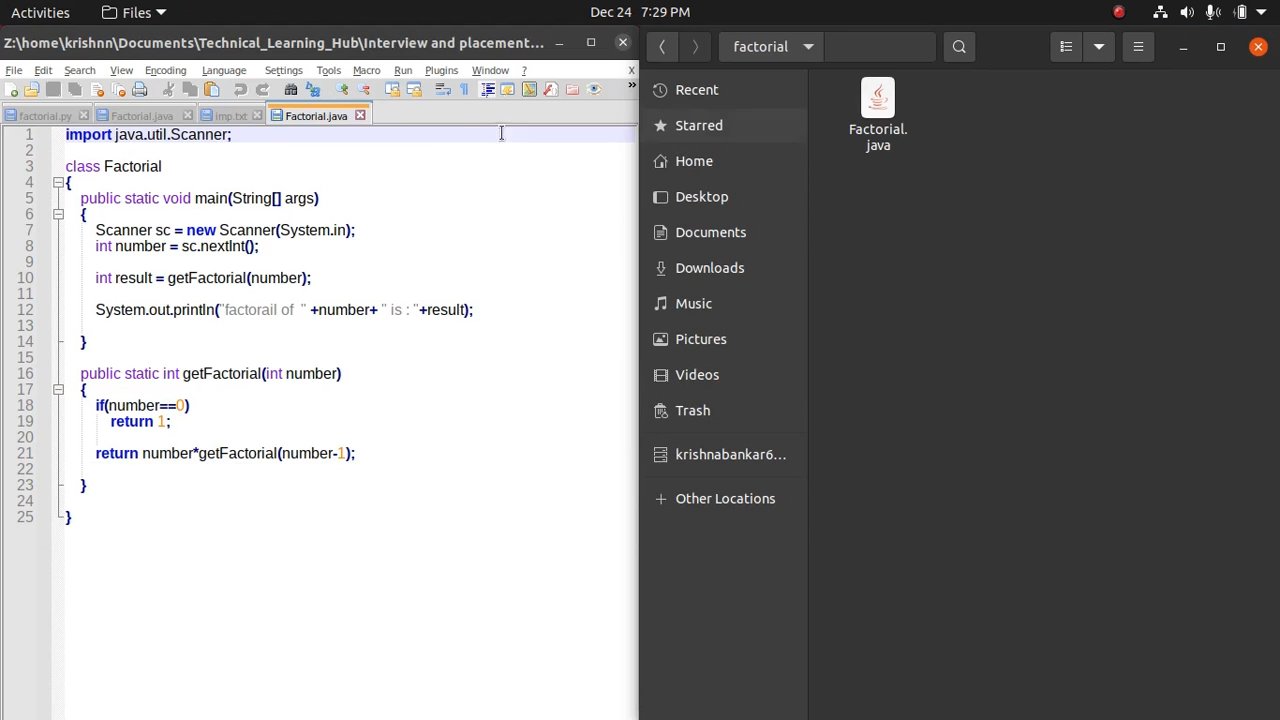 Activities Files Dec 24 7:29 PM
Z:\home\krishnn\Documents\Technical_Learning_Hub\Interview and placement...
File Edit Search View Encoding Language Settings Tools Macro Run Plugins Window ? X
factorial.py Factorial.java imp.txt Factorial.java
1 import java.util.Scanner;
2
3 class Factorial
4 {
5 public static void main(String[] args)
6 {
7 Scanner sc = new Scanner(System.in);
8 int number = sc.nextInt();
9
10 int result = getFactorial(number);
11
12 System.out.println("factorail of " +number+ " is : "+result);
13
14 }
15
16 public static int getFactorial(int number)
17 {
18 if(number==0)
19 return 1;
20
21 return number*getFactorial(number-1);
22
23 }
24
25 }
factorial
Recent
Starred
Home
Desktop
Documents
Downloads
Music
Pictures
Videos
Trash
krishnabankar6...
+ Other Locations
Factorial.
java